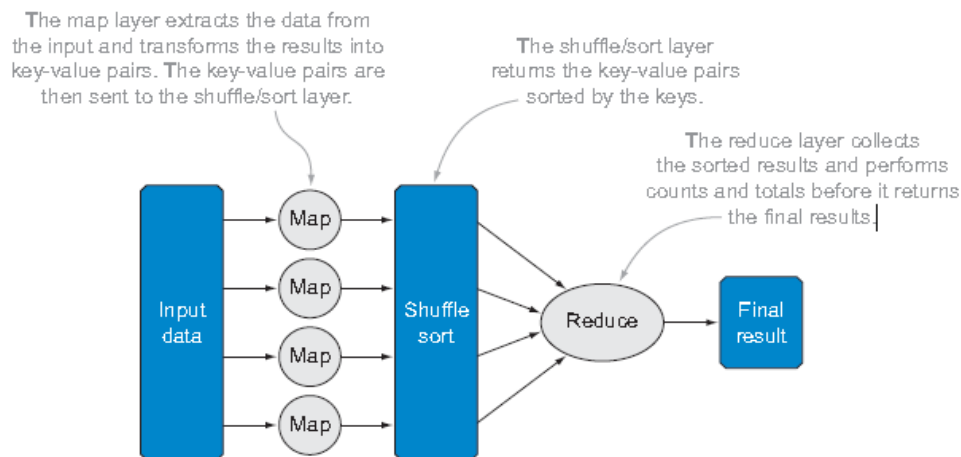 The map layer extracts the data from
the input and transforms the results into
key-value pairs. The key-value pairs are
then sent to the shuffle/sort layer.
The shuffle/sort layer
returns the key-value pairs
sorted by the keys.
The reduce layer collects
the sorted results and performs
counts and totals before it returns
the final results.
Input
data
Map
Map
Map
Map
Shuffle
sort
Reduce
Final
result